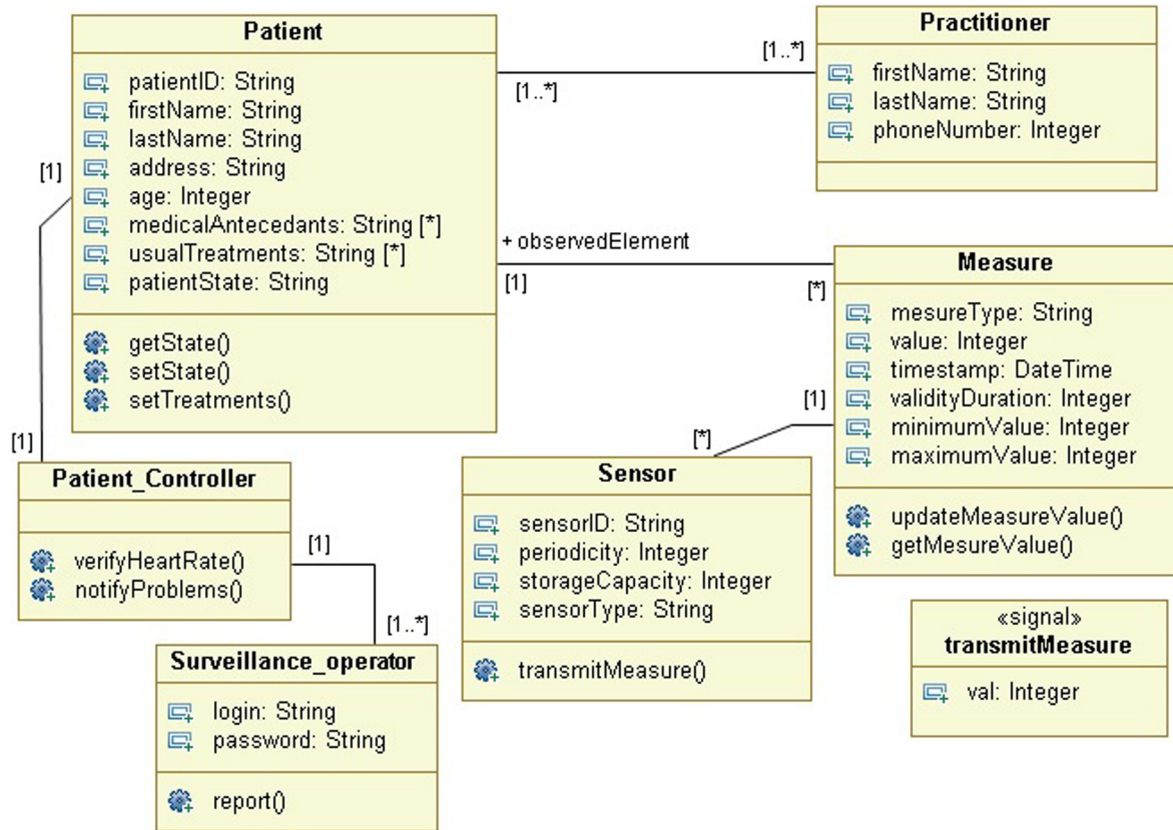 Patient
patientID: String
firstName: String
lastName: String
address: String
age: Integer
medicalAntecedants: String [*]
usualTreatments: String [*]
patientState: String
getState()
setState()
setTreatments()
[1..*]
[1..*]
Practitioner
firstName: String
lastName: String
phoneNumber: Integer
+ observedElement
[1]
[*]
Measure
mesureType: String
value: Integer
timestamp: DateTime
validityDuration: Integer
minimumValue: Integer
maximumValue: Integer
updateMeasureValue()
getMesureValue()
[1]
[*]
Sensor
sensorID: String
periodicity: Integer
storageCapacity: Integer
sensorType: String
transmitMeasure()
[1]
[1]
Patient_Controller
verifyHeartRate()
notifyProblems()
[1]
[1..*]
Surveillance_operator
login: String
password: String
report()
«signal»
transmitMeasure
val: Integer